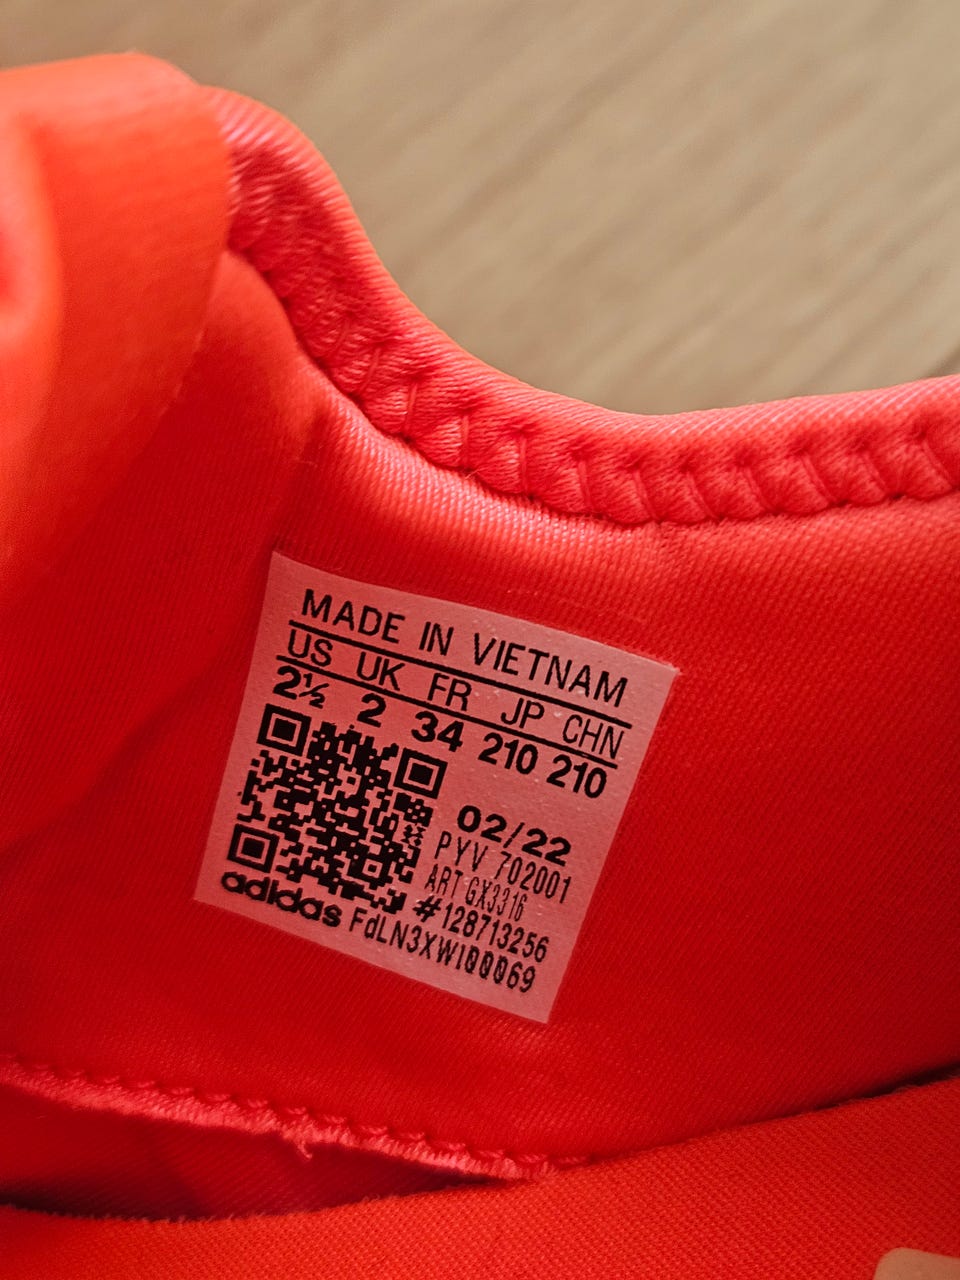 MADE IN VIETNAM
US UK FR JP CHN
2½ 2 34 210 210
02/22
PYV 702001
ART GX3316
#128713256
adidas FdLN3XWI00069